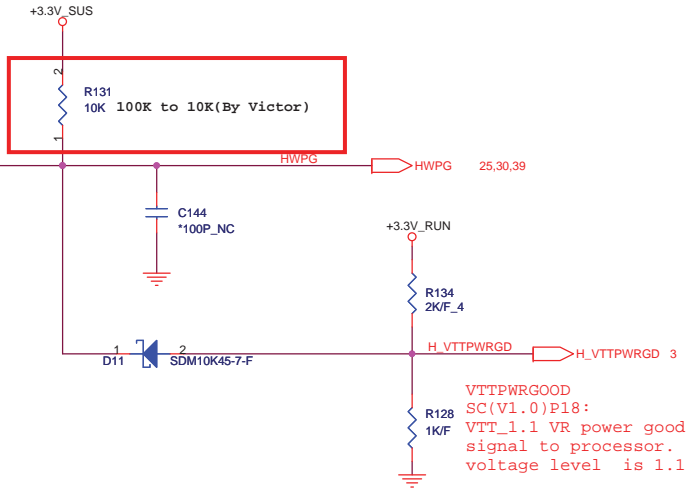 +3.3V_SUS
2
R131
10K 100K to 10K(By Victor)
1
HWPG
HWPG 25,30,39
C144
*100P_NC
+3.3V_RUN
R134
2K/F_4
H_VTTPWRGD
H_VTTPWRGD 3
1 2
D11 SDM10K45-7-F
R128
1K/F
VTTPWRGOOD
SC(V1.0)P18:
VTT_1.1 VR power good
signal to processor.
voltage level is 1.1